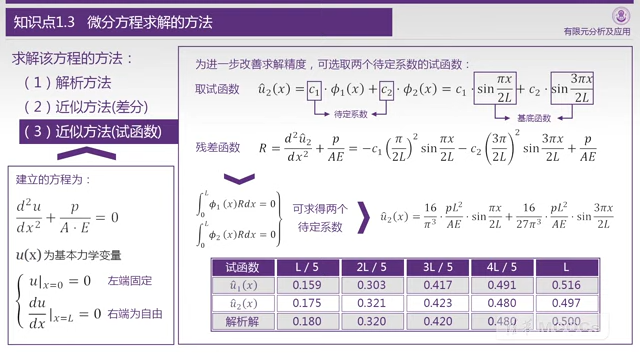 知识点1.3 微分方程求解的方法
有限元分析及应用
求解该方程的方法：
（1）解析方法
（2）近似方法(差分)
（3）近似方法(试函数)
建立的方程为：
d²u/dx² + p/(A·E) = 0
u(x)为基本力学变量
u|ₓ₌₀ = 0 左端固定
du/dx|ₓ₌L = 0 右端为自由
为进一步改善求解精度，可选取两个待定系数的试函数：
取试函数 û₂(x) = c₁·ϕ₁(x)+c₂·ϕ₂(x) = c₁·sin πx/2L + c₂·sin 3πx/2L
待定系数 基底函数
残差函数 R = d²û₂/dx² + p/AE = −c₁(π/2L)² sin πx/2L − c₂(3π/2L)² sin 3πx/2L + p/AE
∫₀ᴸ ϕ₁(x)Rdx = 0
∫₀ᴸ ϕ₂(x)Rdx = 0
可求得两个
待定系数
û₂(x) = 16/π³ · pL²/AE · sin πx/2L + 16/27π³ · pL²/AE · sin 3πx/2L
试函数 L / 5 2L / 5 3L / 5 4L / 5 L
û₁(x) 0.159 0.303 0.417 0.491 0.516
û₂(x) 0.175 0.321 0.423 0.480 0.497
解析解 0.180 0.320 0.420 0.480 0.500